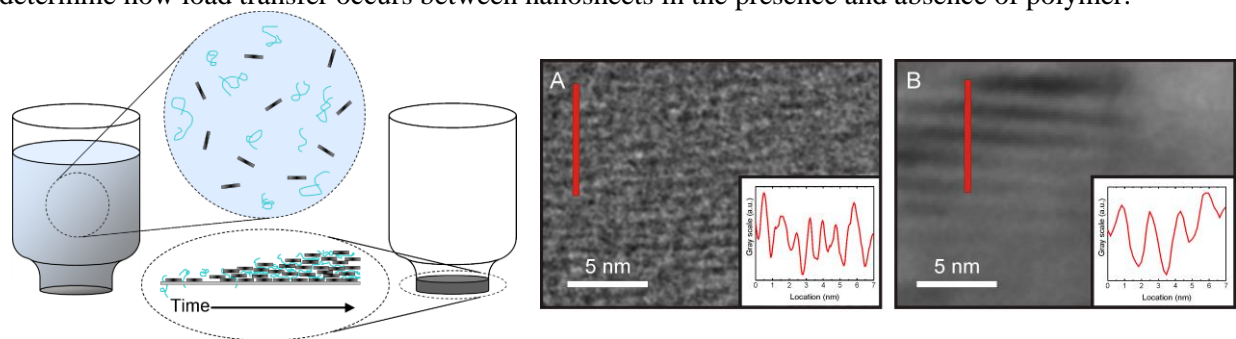 determine how load transfer occurs between nanosheets in the presence and absence of polymer.
Time
A
5 nm
Gray scale (a.u.)
0 1 2 3 4 5 6 7
Location (nm)
B
5 nm
Gray scale (a.u.)
0 1 2 3 4 5 6 7
Location (nm)